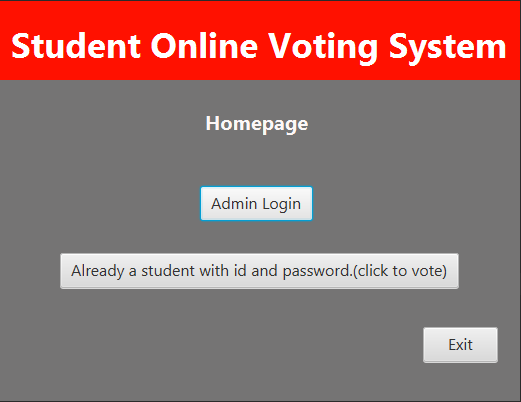 Student Online Voting System
Homepage
Admin Login
Already a student with id and password.(click to vote)
Exit